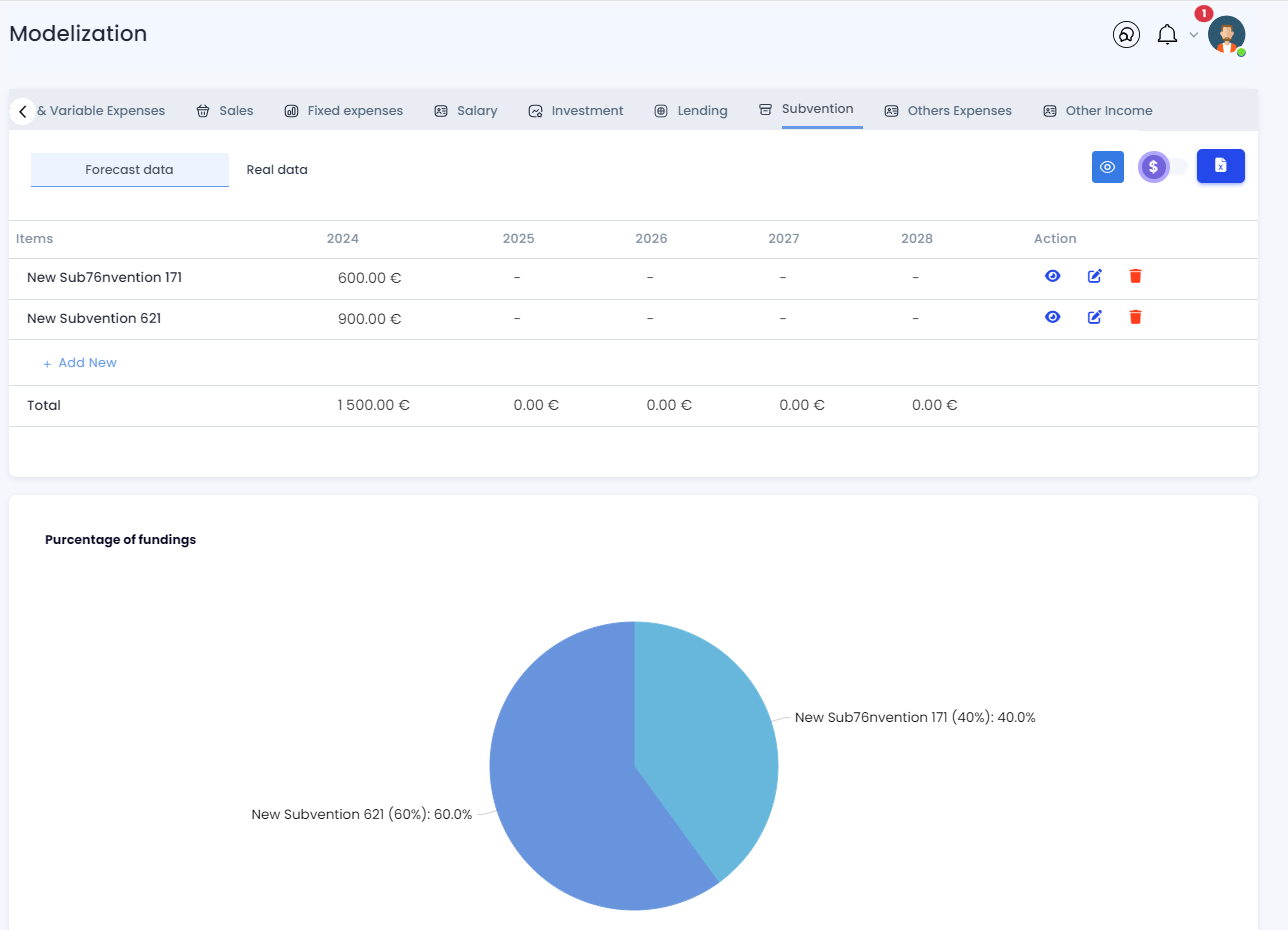 Modelization
1
& Variable Expenses Sales Fixed expenses Salary Investment Lending Subvention Others Expenses Other Income
Forecast data Real data
$
X
Items 2024 2025 2026 2027 2028 Action
New Sub76nvention 171 600.00 € - - - -
New Subvention 621 900.00 € - - - -
+ Add New
Total 1 500.00 € 0.00 € 0.00 € 0.00 € 0.00 €
Purcentage of fundings
New Sub76nvention 171 (40%): 40.0%
New Subvention 621 (60%): 60.0%